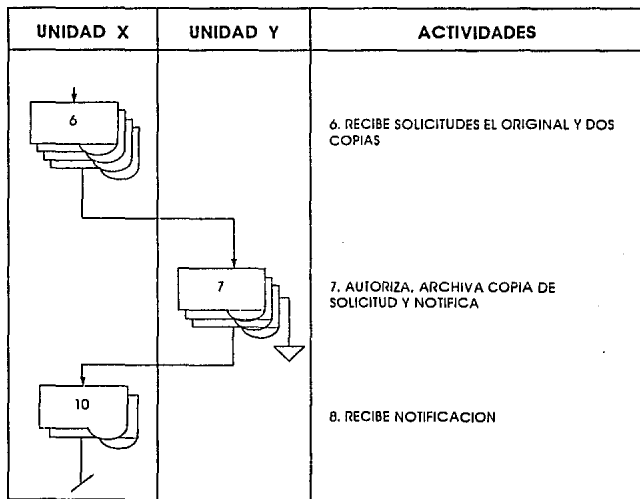 UNIDAD X
UNIDAD Y
ACTIVIDADES
6
6. RECIBE SOLICITUDES EL ORIGINAL Y DOS
COPIAS
7
7. AUTORIZA, ARCHIVA COPIA DE
SOLICITUD Y NOTIFICA
10
8. RECIBE NOTIFICACION